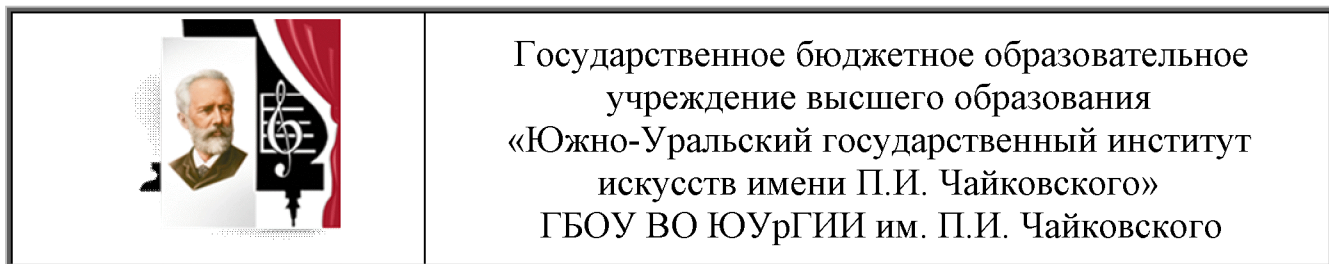 Государственное бюджетное образовательное
учреждение высшего образования
«Южно-Уральский государственный институт
искусств имени П.И. Чайковского»
ГБОУ ВО ЮУрГИИ им. П.И. Чайковского